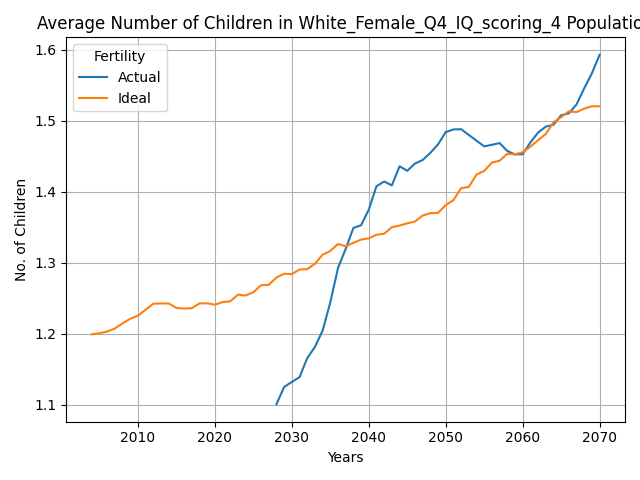 Average Number of Children in White_Female_Q4_IQ_scoring_4 Populatio
1.6
1.5
1.4
1.3
1.2
1.1
No. of Children
Fertility
Actual
Ideal
2010 2020 2030 2040 2050 2060 2070
Years